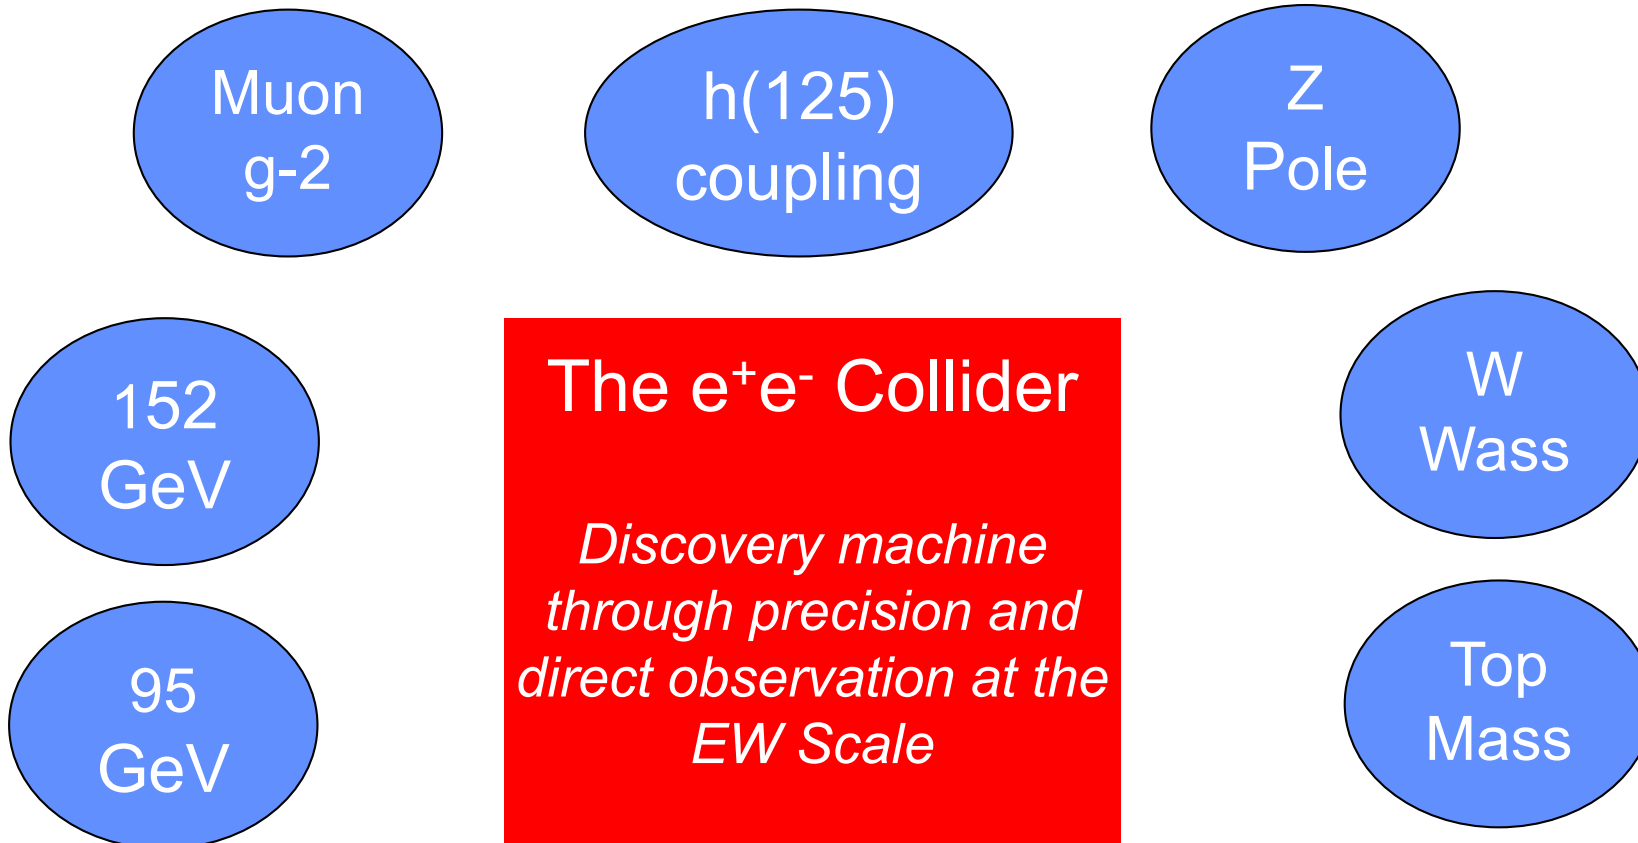 Muon
g-2
h(125)
coupling
Z
Pole
152
GeV
The e⁺e⁻ Collider
Discovery machine
through precision and
direct observation at the
EW Scale
W
Wass
95
GeV
Top
Mass